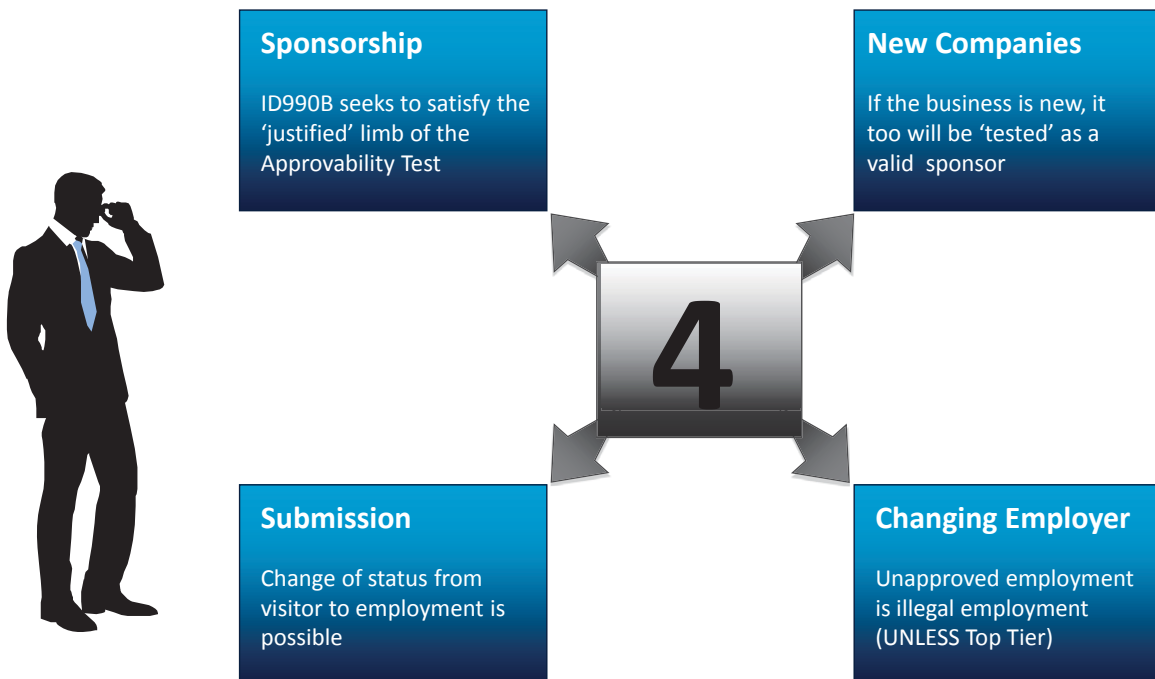 Sponsorship
ID990B seeks to satisfy the
‘justified’ limb of the
Approvability Test
New Companies
If the business is new, it
too will be ‘tested’ as a
valid sponsor
4
Submission
Change of status from
visitor to employment is
possible
Changing Employer
Unapproved employment
is illegal employment
(UNLESS Top Tier)